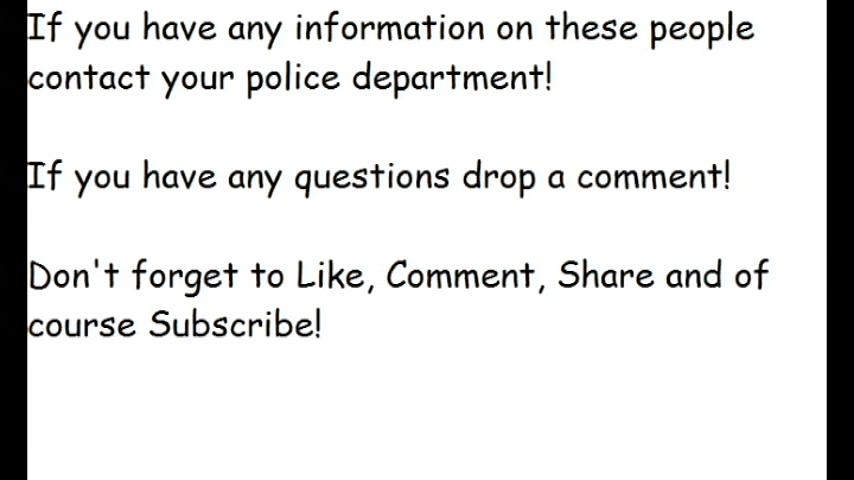 If you have any information on these people
contact your police department!
If you have any questions drop a comment!
Don't forget to Like, Comment, Share and of
course Subscribe!